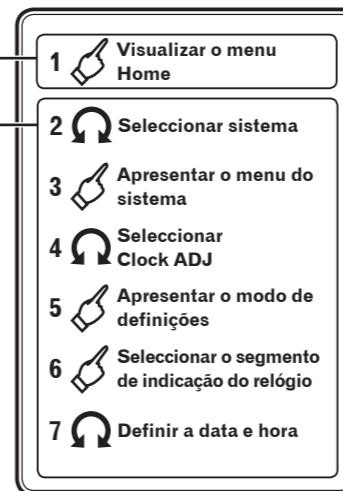 1 Visualizar o menu
Home
2 Seleccionar sistema
3 Apresentar o menu do
sistema
4 Seleccionar
Clock ADJ
5 Apresentar o modo de
definições
6 Seleccionar o segmento
de indicação do relógio
7 Definir a data e hora